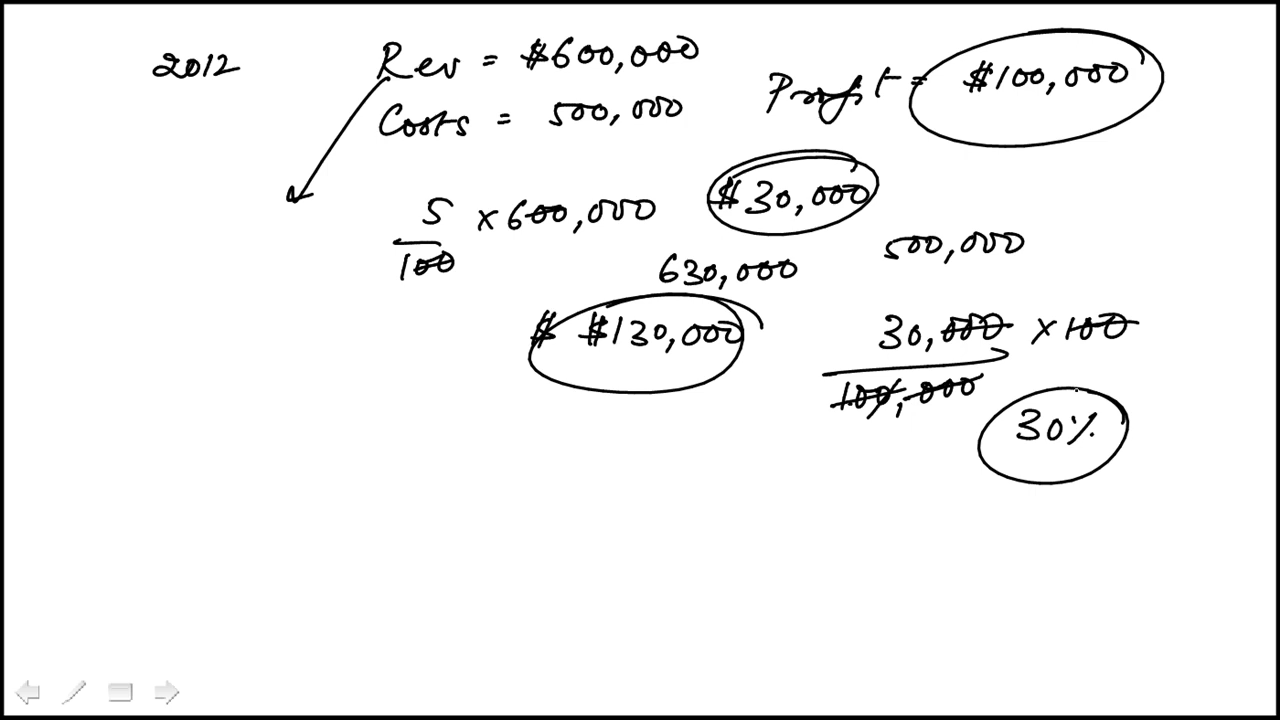 2012 Rev = $600,000
Profit = $100,000
Costs = 500,000
5/100 × 600,000 $30,000
500,000
630,000
$ $130,000
30,000 × 100
100,000
30%